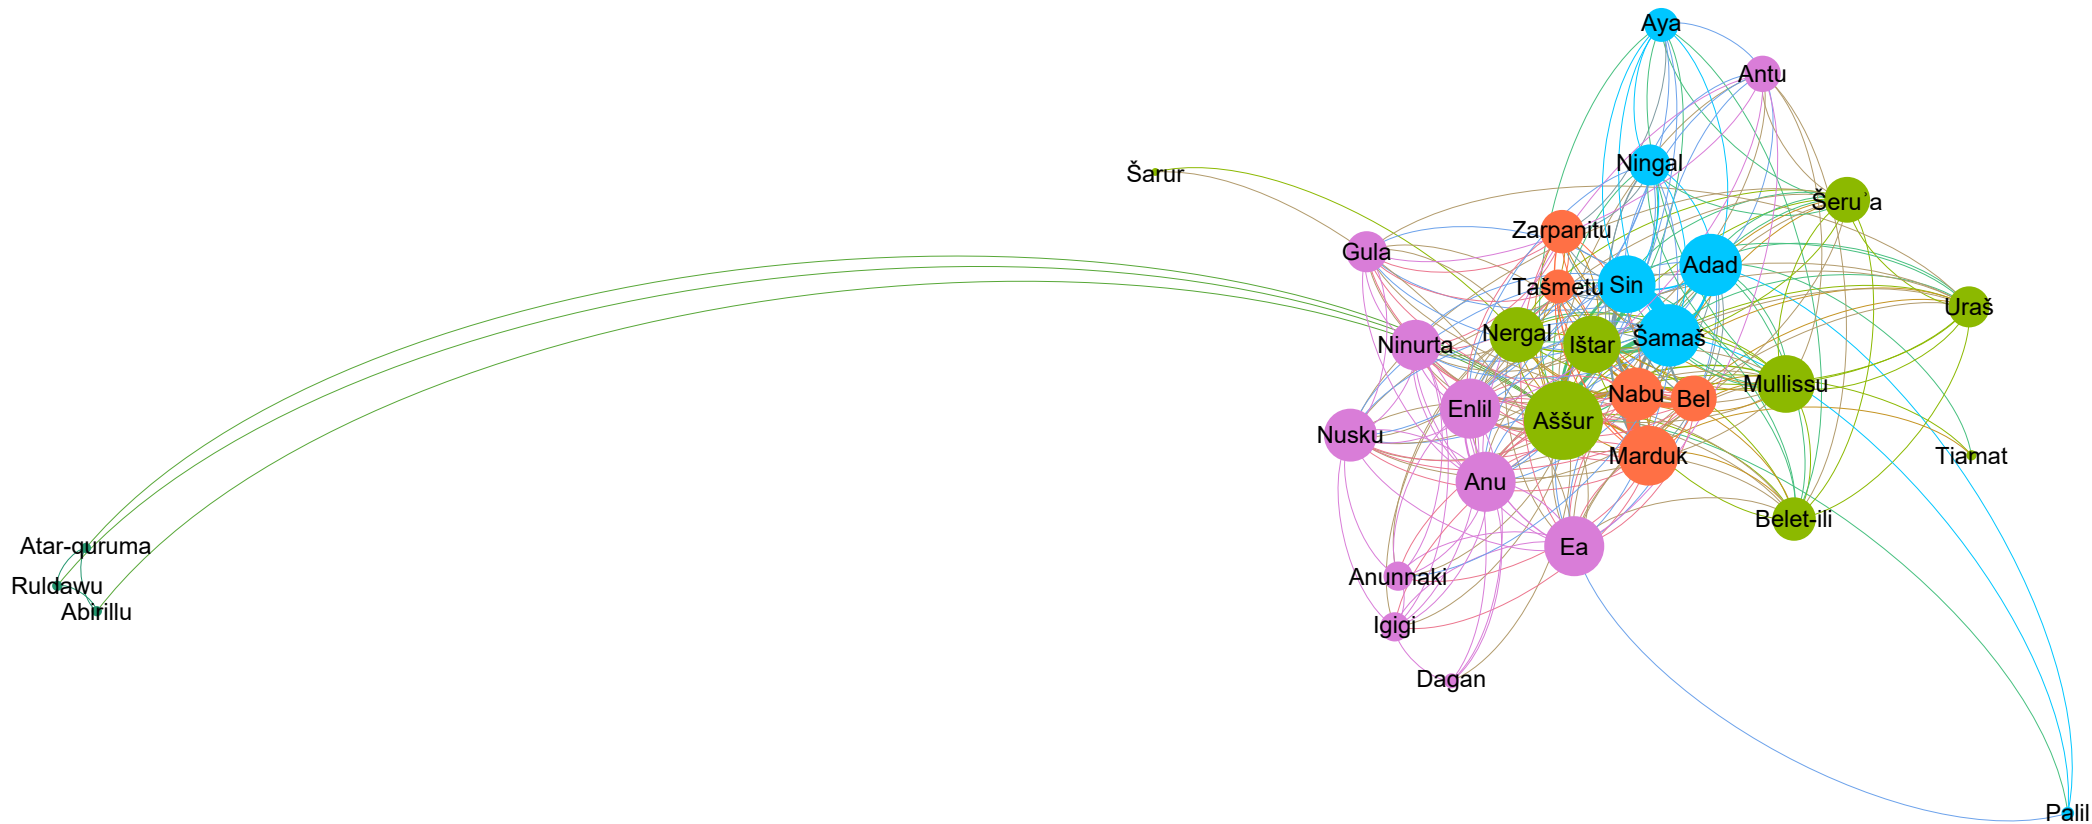 Aya
Antu
Ningal
Šarur
Šeruʾa
Zarpanitu
Gula
Adad
Sin
Tašmetu
Uraš
Nergal
Ištar
Šamaš
Ninurta
Mullissu
Nabu
Bel
Enlil
Aššur
Nusku
Marduk
Tiamat
Anu
Belet-ili
Atar-quruma
Ea
Anunnaki
Ruldawu
Abirillu
Igigi
Dagan
Palil